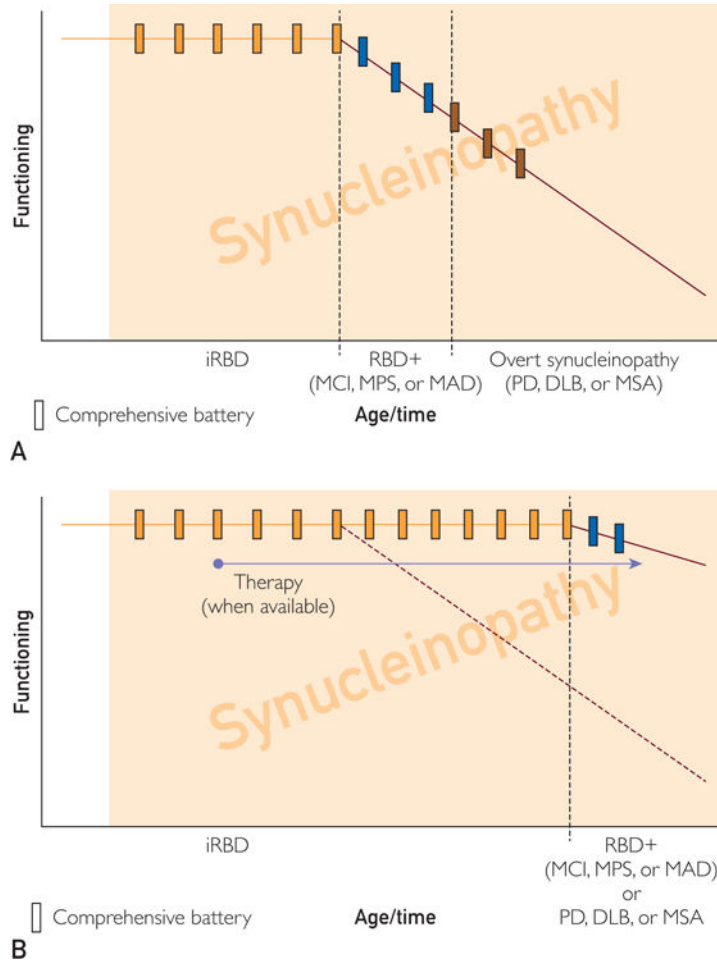 Functioning
Synucleinopathy
iRBD
RBD+
(MCI, MPS, or MAD)
Overt synucleinopathy
(PD, DLB, or MSA)
Comprehensive battery
Age/time
A
Functioning
Therapy
(when available)
Synucleinopathy
iRBD
RBD+
(MCI, MPS, or MAD)
or
PD, DLB, or MSA
Comprehensive battery
Age/time
B